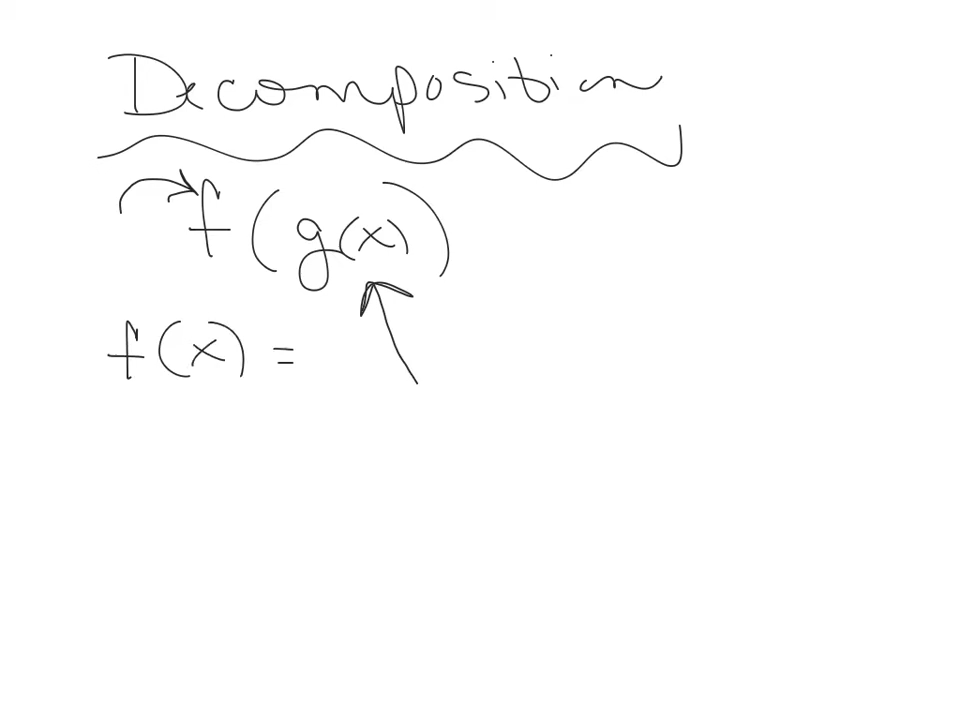 Decomposition
f(g(x))
f(x) =